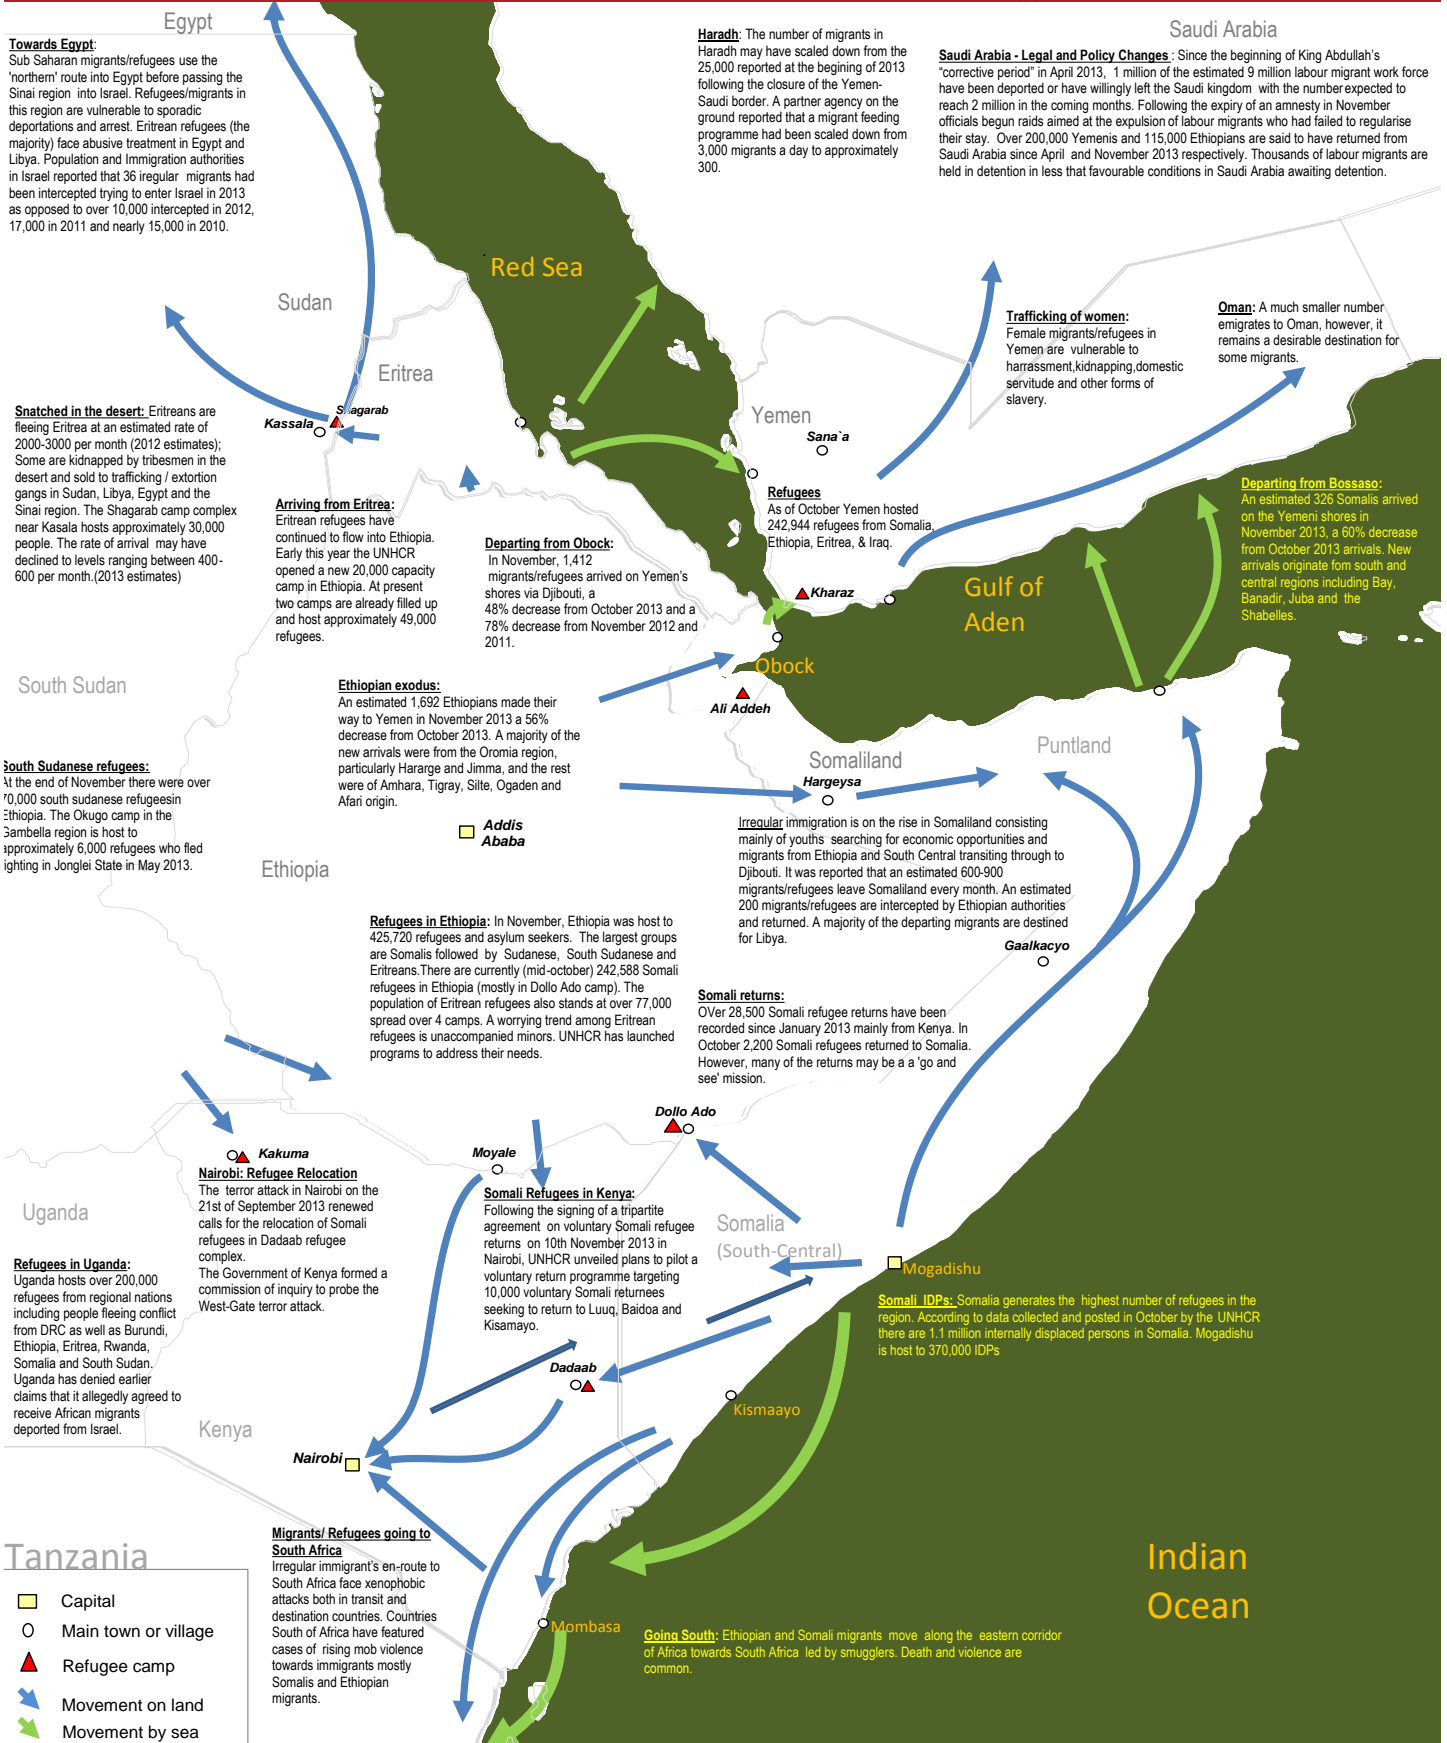 Egypt
Saudi Arabia
Towards Egypt:
Sub Saharan migrants/refugees use the
'northern' route into Egypt before passing the
Sinai region into Israel. Refugees/migrants in
this region are vulnerable to sporadic
deportations and arrest. Eritrean refugees (the
majority) face abusive treatment in Egypt and
Libya. Population and Immigration authorities
in Israel reported that 36 iregular migrants had
been intercepted trying to enter Israel in 2013
as opposed to over 10,000 intercepted in 2012,
17,000 in 2011 and nearly 15,000 in 2010.
Haradh: The number of migrants in
Haradh may have scaled down from the
25,000 reported at the begining of 2013
following the closure of the Yemen-
Saudi border. A partner agency on the
ground reported that a migrant feeding
programme had been scaled down from
3,000 migrants a day to approximately
300.
Saudi Arabia - Legal and Policy Changes : Since the beginning of King Abdullah's
“corrective period” in April 2013, 1 million of the estimated 9 million labour migrant work force
have been deported or have willingly left the Saudi kingdom with the number expected to
reach 2 million in the coming months. Following the expiry of an amnesty in November
officials begun raids aimed at the expulsion of labour migrants who had failed to regularise
their stay. Over 200,000 Yemenis and 115,000 Ethiopians are said to have returned from
Saudi Arabia since April and November 2013 respectively. Thousands of labour migrants are
held in detention in less that favourable conditions in Saudi Arabia awaiting detention.
Red Sea
Sudan
Eritrea
Trafficking of women:
Female migrants/refugees in
Yemen are vulnerable to
harrassment,kidnapping,domestic
servitude and other forms of
slavery.
Oman: A much smaller number
emigrates to Oman, however, it
remains a desirable destination for
some migrants.
Snatched in the desert: Eritreans are
fleeing Eritrea at an estimated rate of
2000-3000 per month (2012 estimates);
Some are kidnapped by tribesmen in the
desert and sold to trafficking / extortion
gangs in Sudan, Libya, Egypt and the
Sinai region. The Shagarab camp complex
near Kasala hosts approximately 30,000
people. The rate of arrival may have
declined to levels ranging between 400-
600 per month.(2013 estimates)
Shagarab
Kassala
Yemen
Sana`a
Arriving from Eritrea:
Eritrean refugees have
continued to flow into Ethiopia.
Early this year the UNHCR
opened a new 20,000 capacity
camp in Ethiopia. At present
two camps are already filled up
and host approximately 49,000
refugees.
Departing from Obock:
In November, 1,412
migrants/refugees arrived on Yemen's
shores via Djibouti, a
48% decrease from October 2013 and a
78% decrease from November 2012 and
2011.
Refugees
As of October Yemen hosted
242,944 refugees from Somalia,
Ethiopia, Eritrea, & Iraq.
Departing from Bossaso:
An estimated 326 Somalis arrived
on the Yemeni shores in
November 2013, a 60% decrease
from October 2013 arrivals. New
arrivals originate fom south and
central regions including Bay,
Banadir, Juba and the
Shabelles.
Kharaz
Gulf of
Aden
Obock
Ali Addeh
South Sudan
Ethiopian exodus:
An estimated 1,692 Ethiopians made their
way to Yemen in November 2013 a 56%
decrease from October 2013. A majority of the
new arrivals were from the Oromia region,
particularly Hararge and Jimma, and the rest
were of Amhara, Tigray, Silte, Ogaden and
Afari origin.
South Sudanese refugees:
At the end of November there were over
70,000 south sudanese refugeesin
Ethiopia. The Okugo camp in the
Gambella region is host to
approximately 6,000 refugees who fled
fighting in Jonglei State in May 2013.
Puntland
Somaliland
Hargeysa
Addis
Ababa
Ethiopia
Irregular immigration is on the rise in Somaliland consisting
mainly of youths searching for economic opportunities and
migrants from Ethiopia and South Central transiting through to
Djibouti. It was reported that an estimated 600-900
migrants/refugees leave Somaliland every month. An estimated
200 migrants/refugees are intercepted by Ethiopian authorities
and returned. A majority of the departing migrants are destined
for Libya.
Gaalkacyo
Refugees in Ethiopia: In November, Ethiopia was host to
425,720 refugees and asylum seekers. The largest groups
are Somalis followed by Sudanese, South Sudanese and
Eritreans.There are currently (mid-october) 242,588 Somali
refugees in Ethiopia (mostly in Dollo Ado camp). The
population of Eritrean refugees also stands at over 77,000
spread over 4 camps. A worrying trend among Eritrean
refugees is unaccompanied minors. UNHCR has launched
programs to address their needs.
Somali returns:
OVer 28,500 Somali refugee returns have been
recorded since January 2013 mainly from Kenya. In
October 2,200 Somali refugees returned to Somalia.
However, many of the returns may be a a 'go and
see' mission.
Dollo Ado
Kakuma
Moyale
Nairobi: Refugee Relocation
The terror attack in Nairobi on the
21st of September 2013 renewed
calls for the relocation of Somali
refugees in Dadaab refugee
complex.
The Government of Kenya formed a
commission of inquiry to probe the
West-Gate terror attack.
Somali Refugees in Kenya:
Following the signing of a tripartite
agreement on voluntary Somali refugee
returns on 10th November 2013 in
Nairobi, UNHCR unveiled plans to pilot a
voluntary return programme targeting
10,000 voluntary Somali returnees
seeking to return to Luuq, Baidoa and
Kisamayo.
Uganda
Refugees in Uganda:
Uganda hosts over 200,000
refugees from regional nations
including people fleeing conflict
from DRC as well as Burundi,
Ethiopia, Eritrea, Rwanda,
Somalia and South Sudan.
Uganda has denied earlier
claims that it allegedly agreed to
receive African migrants
deported from Israel.
Somalia
(South-Central)
Mogadishu
Somali IDPs: Somalia generates the highest number of refugees in the
region. According to data collected and posted in October by the UNHCR
there are 1.1 million internally displaced persons in Somalia. Mogadishu
is host to 370,000 IDPs
Dadaab
Kismaayo
Kenya
Nairobi
Migrants/ Refugees going to
South Africa
Irregular immigrant's en-route to
South Africa face xenophobic
attacks both in transit and
destination countries. Countries
South of Africa have featured
cases of rising mob violence
towards immigrants mostly
Somalis and Ethiopian
migrants.
Tanzania
Indian
Ocean
Mombasa
Going South: Ethiopian and Somali migrants move along the eastern corridor
of Africa towards South Africa led by smugglers. Death and violence are
common.
Capital
Main town or village
Refugee camp
Movement on land
Movement by sea